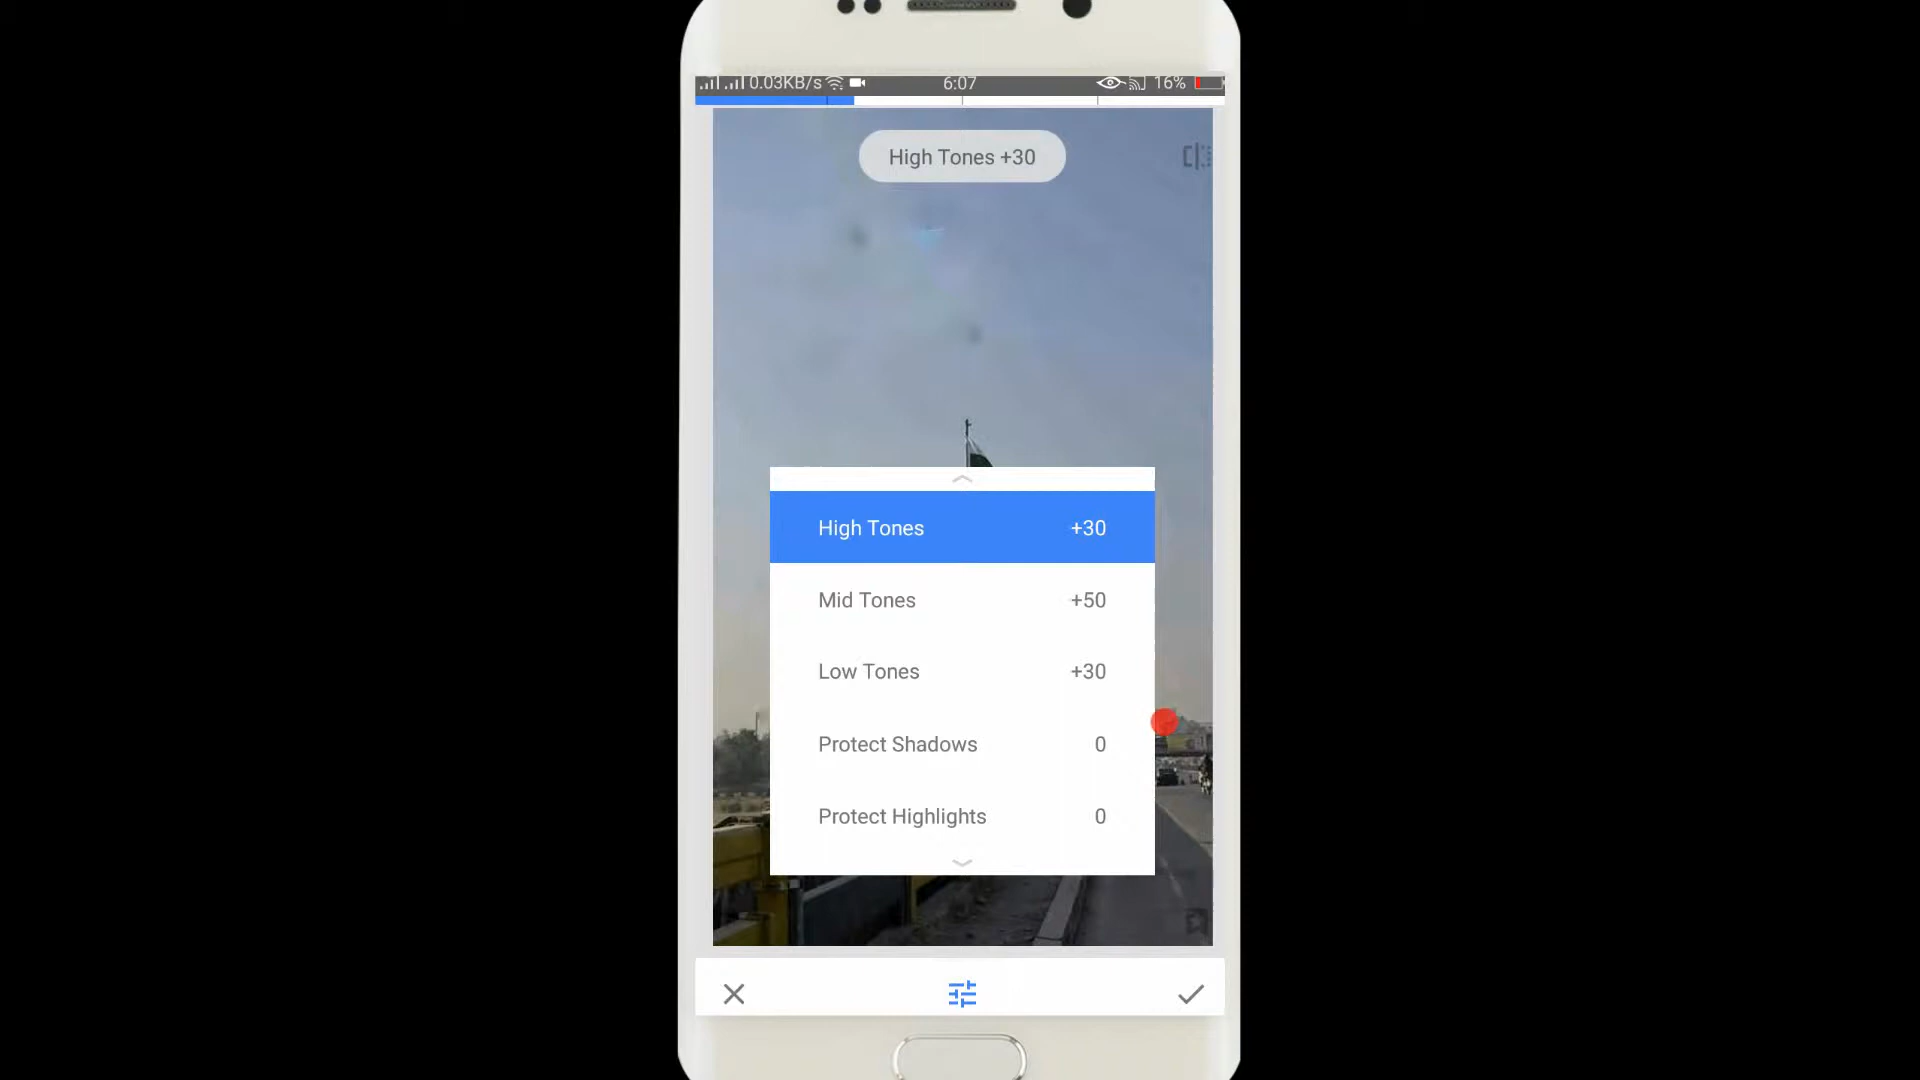 0.03KB/s 6:07 16%
High Tones +30
High Tones +30
Mid Tones +50
Low Tones +30
Protect Shadows 0
Protect Highlights 0